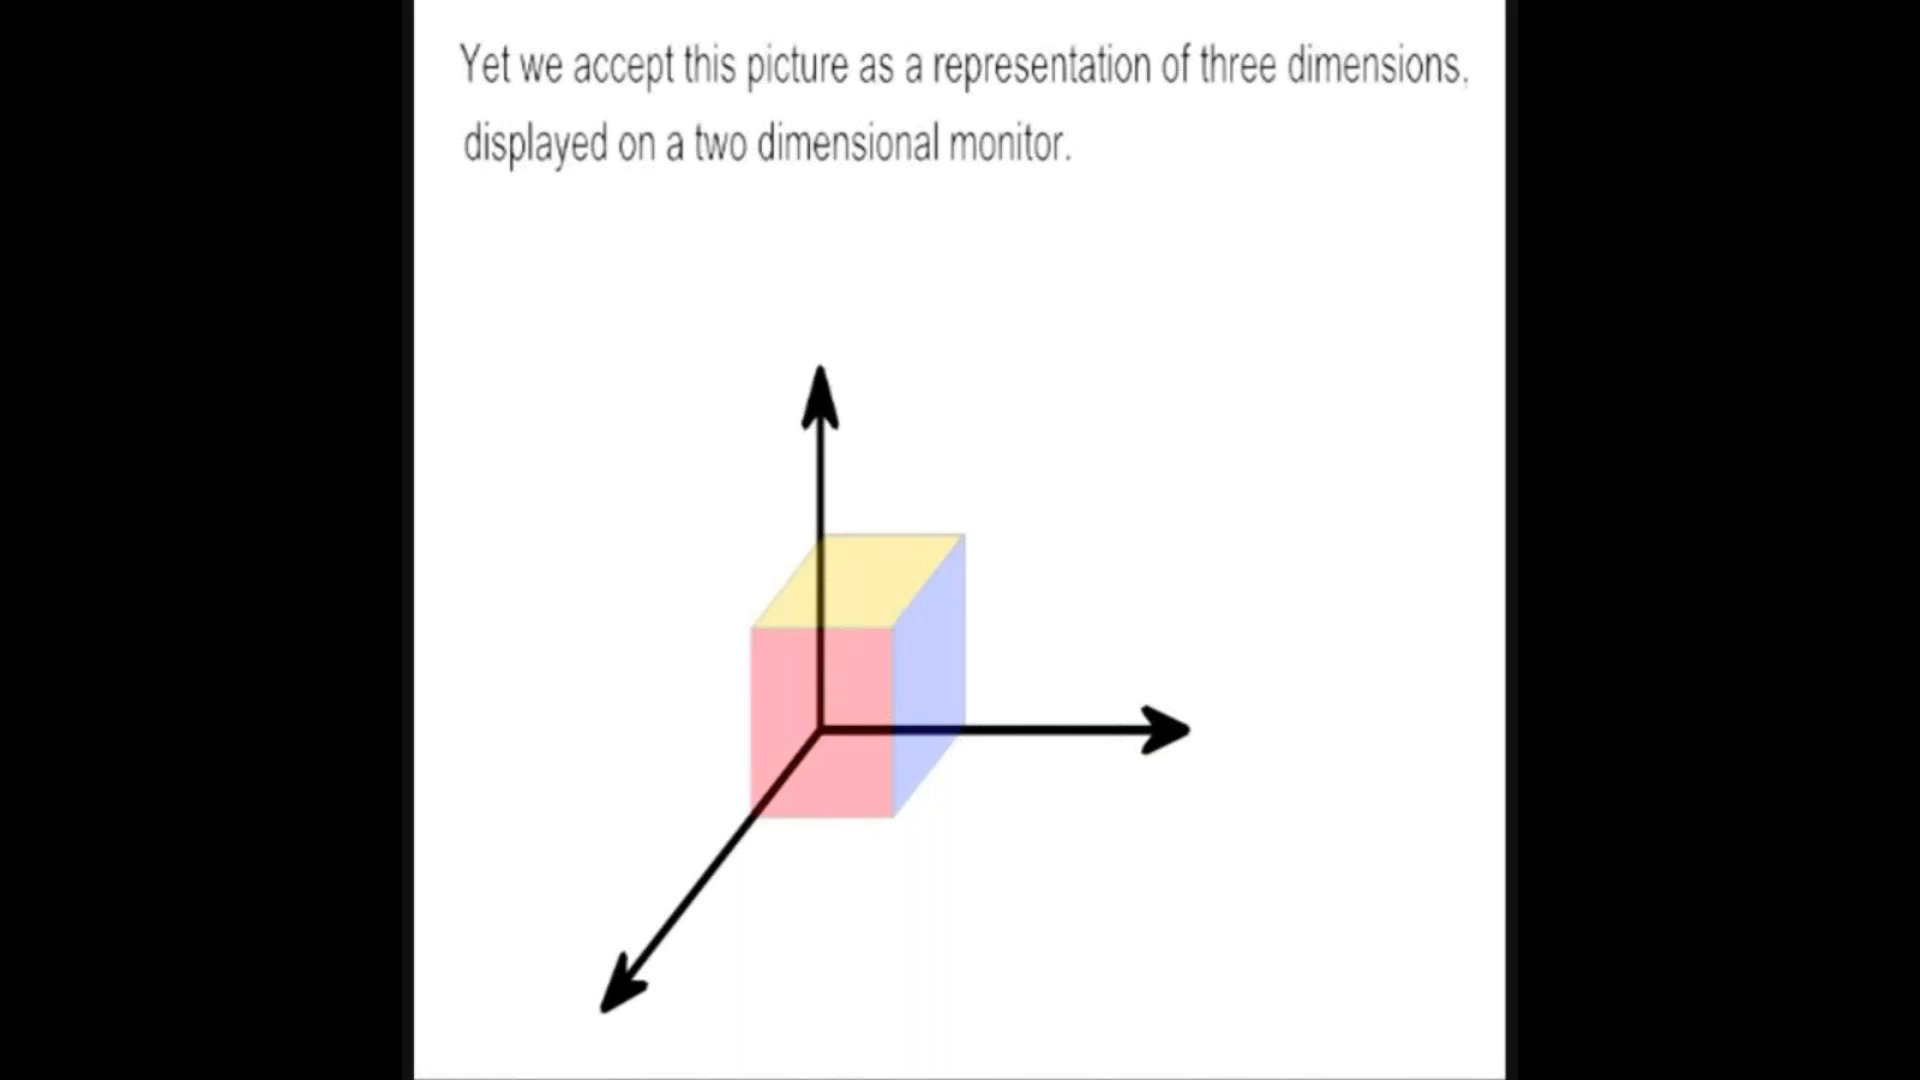 Yet we accept this picture as a representation of three dimensions,
displayed on a two dimensional monitor.